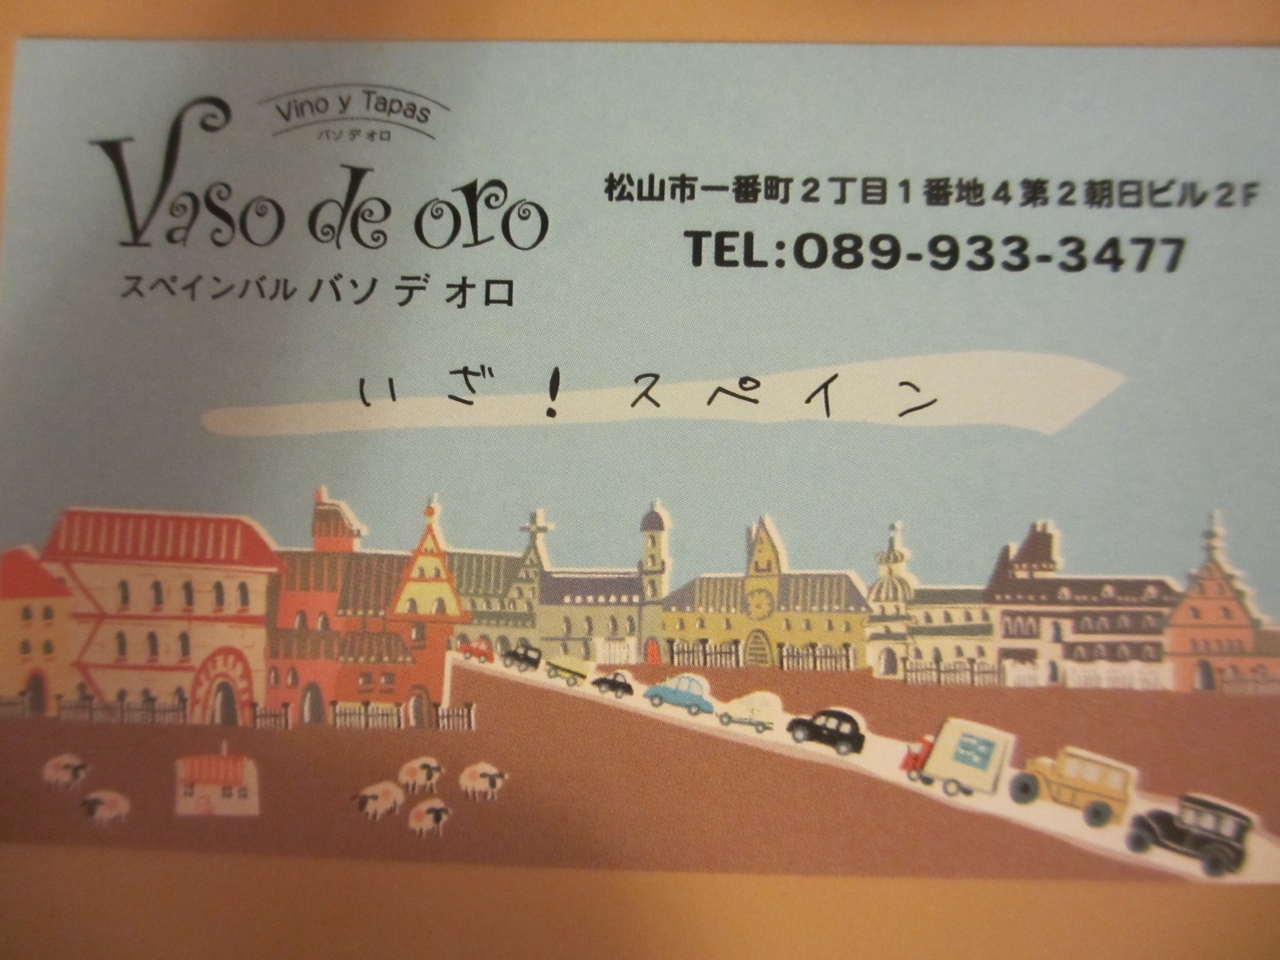 Vino y Tapas
バソ デ オロ
Vaso de oro
スペインバル バソ デ オロ
松山市一番町2丁目1番地4第2朝日ビル2F
TEL:089-933-3477
いざ!スペイン